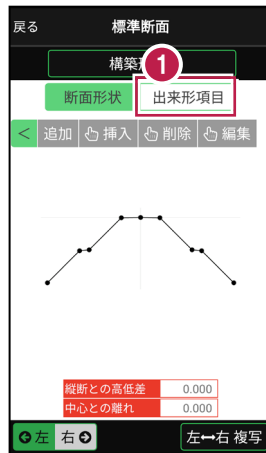 戻る 標準断面
構築
1
断面形状 出来形項目
< 追加 挿入 削除 編集
縦断との高低差 0.000
中心との離れ 0.000
左 右 左↔右 複写